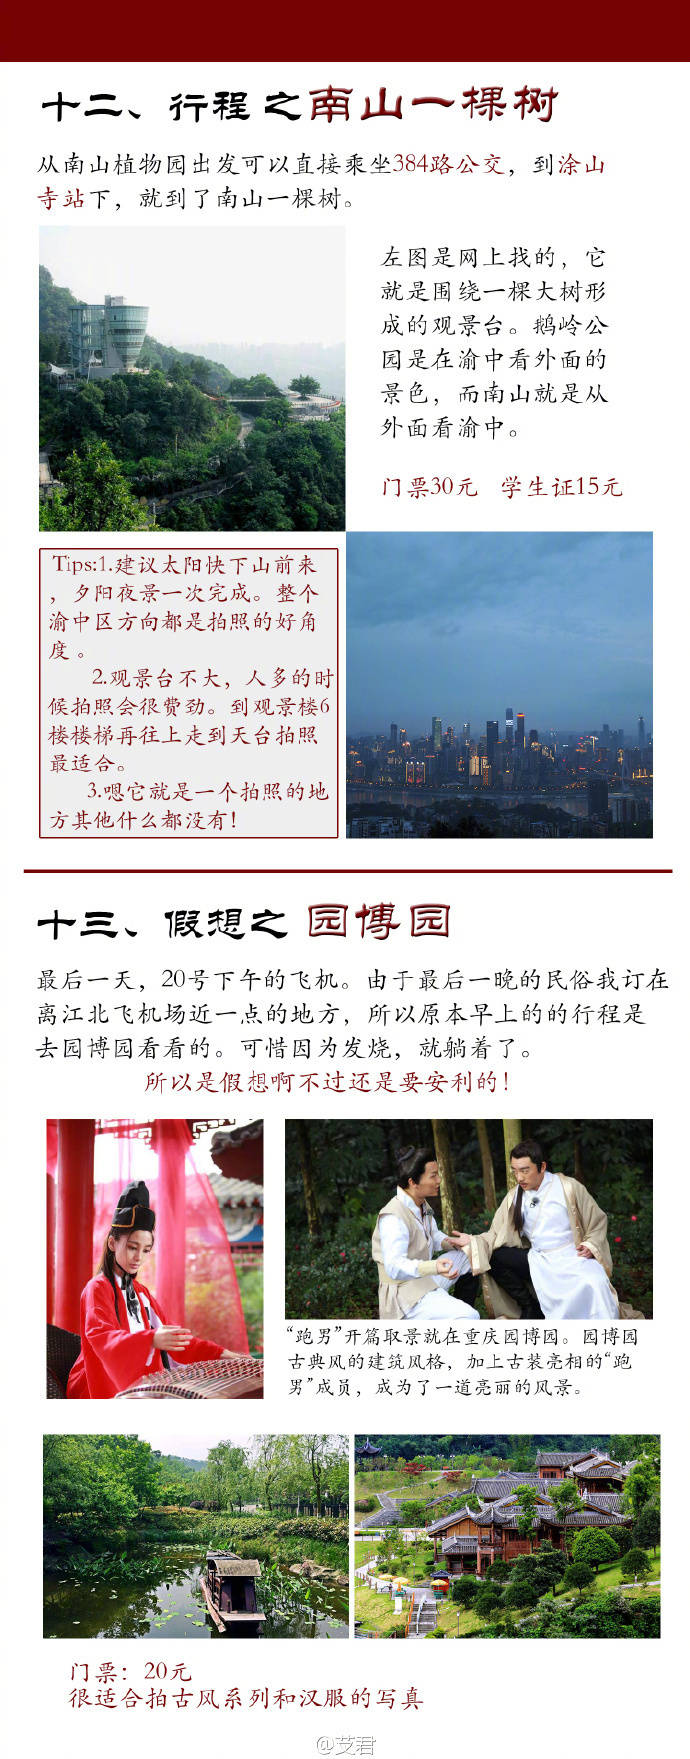 十二、行程之南山一棵树
从南山植物园出发可以直接乘坐384路公交，到涂山
寺站下，就到了南山一棵树。
左图是网上找的，它
就是围绕一棵大树形
成的观景台。鹅岭公
园是在渝中看外面的
景色，而南山就是从
外面看渝中。
门票30元 学生证15元
Tips:1.建议太阳快下山前来
，夕阳夜景一次完成。整个
渝中区方向都是拍照的好角
度。
2.观景台不大，人多的时
候拍照会很费劲。到观景楼6
楼楼梯再往上走到天台拍照
最适合。
3.嗯它就是一个拍照的地
方其他什么都没有！
十三、假想之 园博园
最后一天，20号下午的飞机。由于最后一晚的民俗我订在
离江北飞机场近一点的地方，所以原本早上的的行程是
去园博园看看的。可惜因为发烧，就躺着了。
所以是假想啊不过还是要安利的！
“跑男”开篇取景就在重庆园博园。园博园
古典风的建筑风格，加上古装亮相的“跑
男”成员，成为了一道亮丽的风景。
门票：20元
很适合拍古风系列和汉服的写真
@芟君